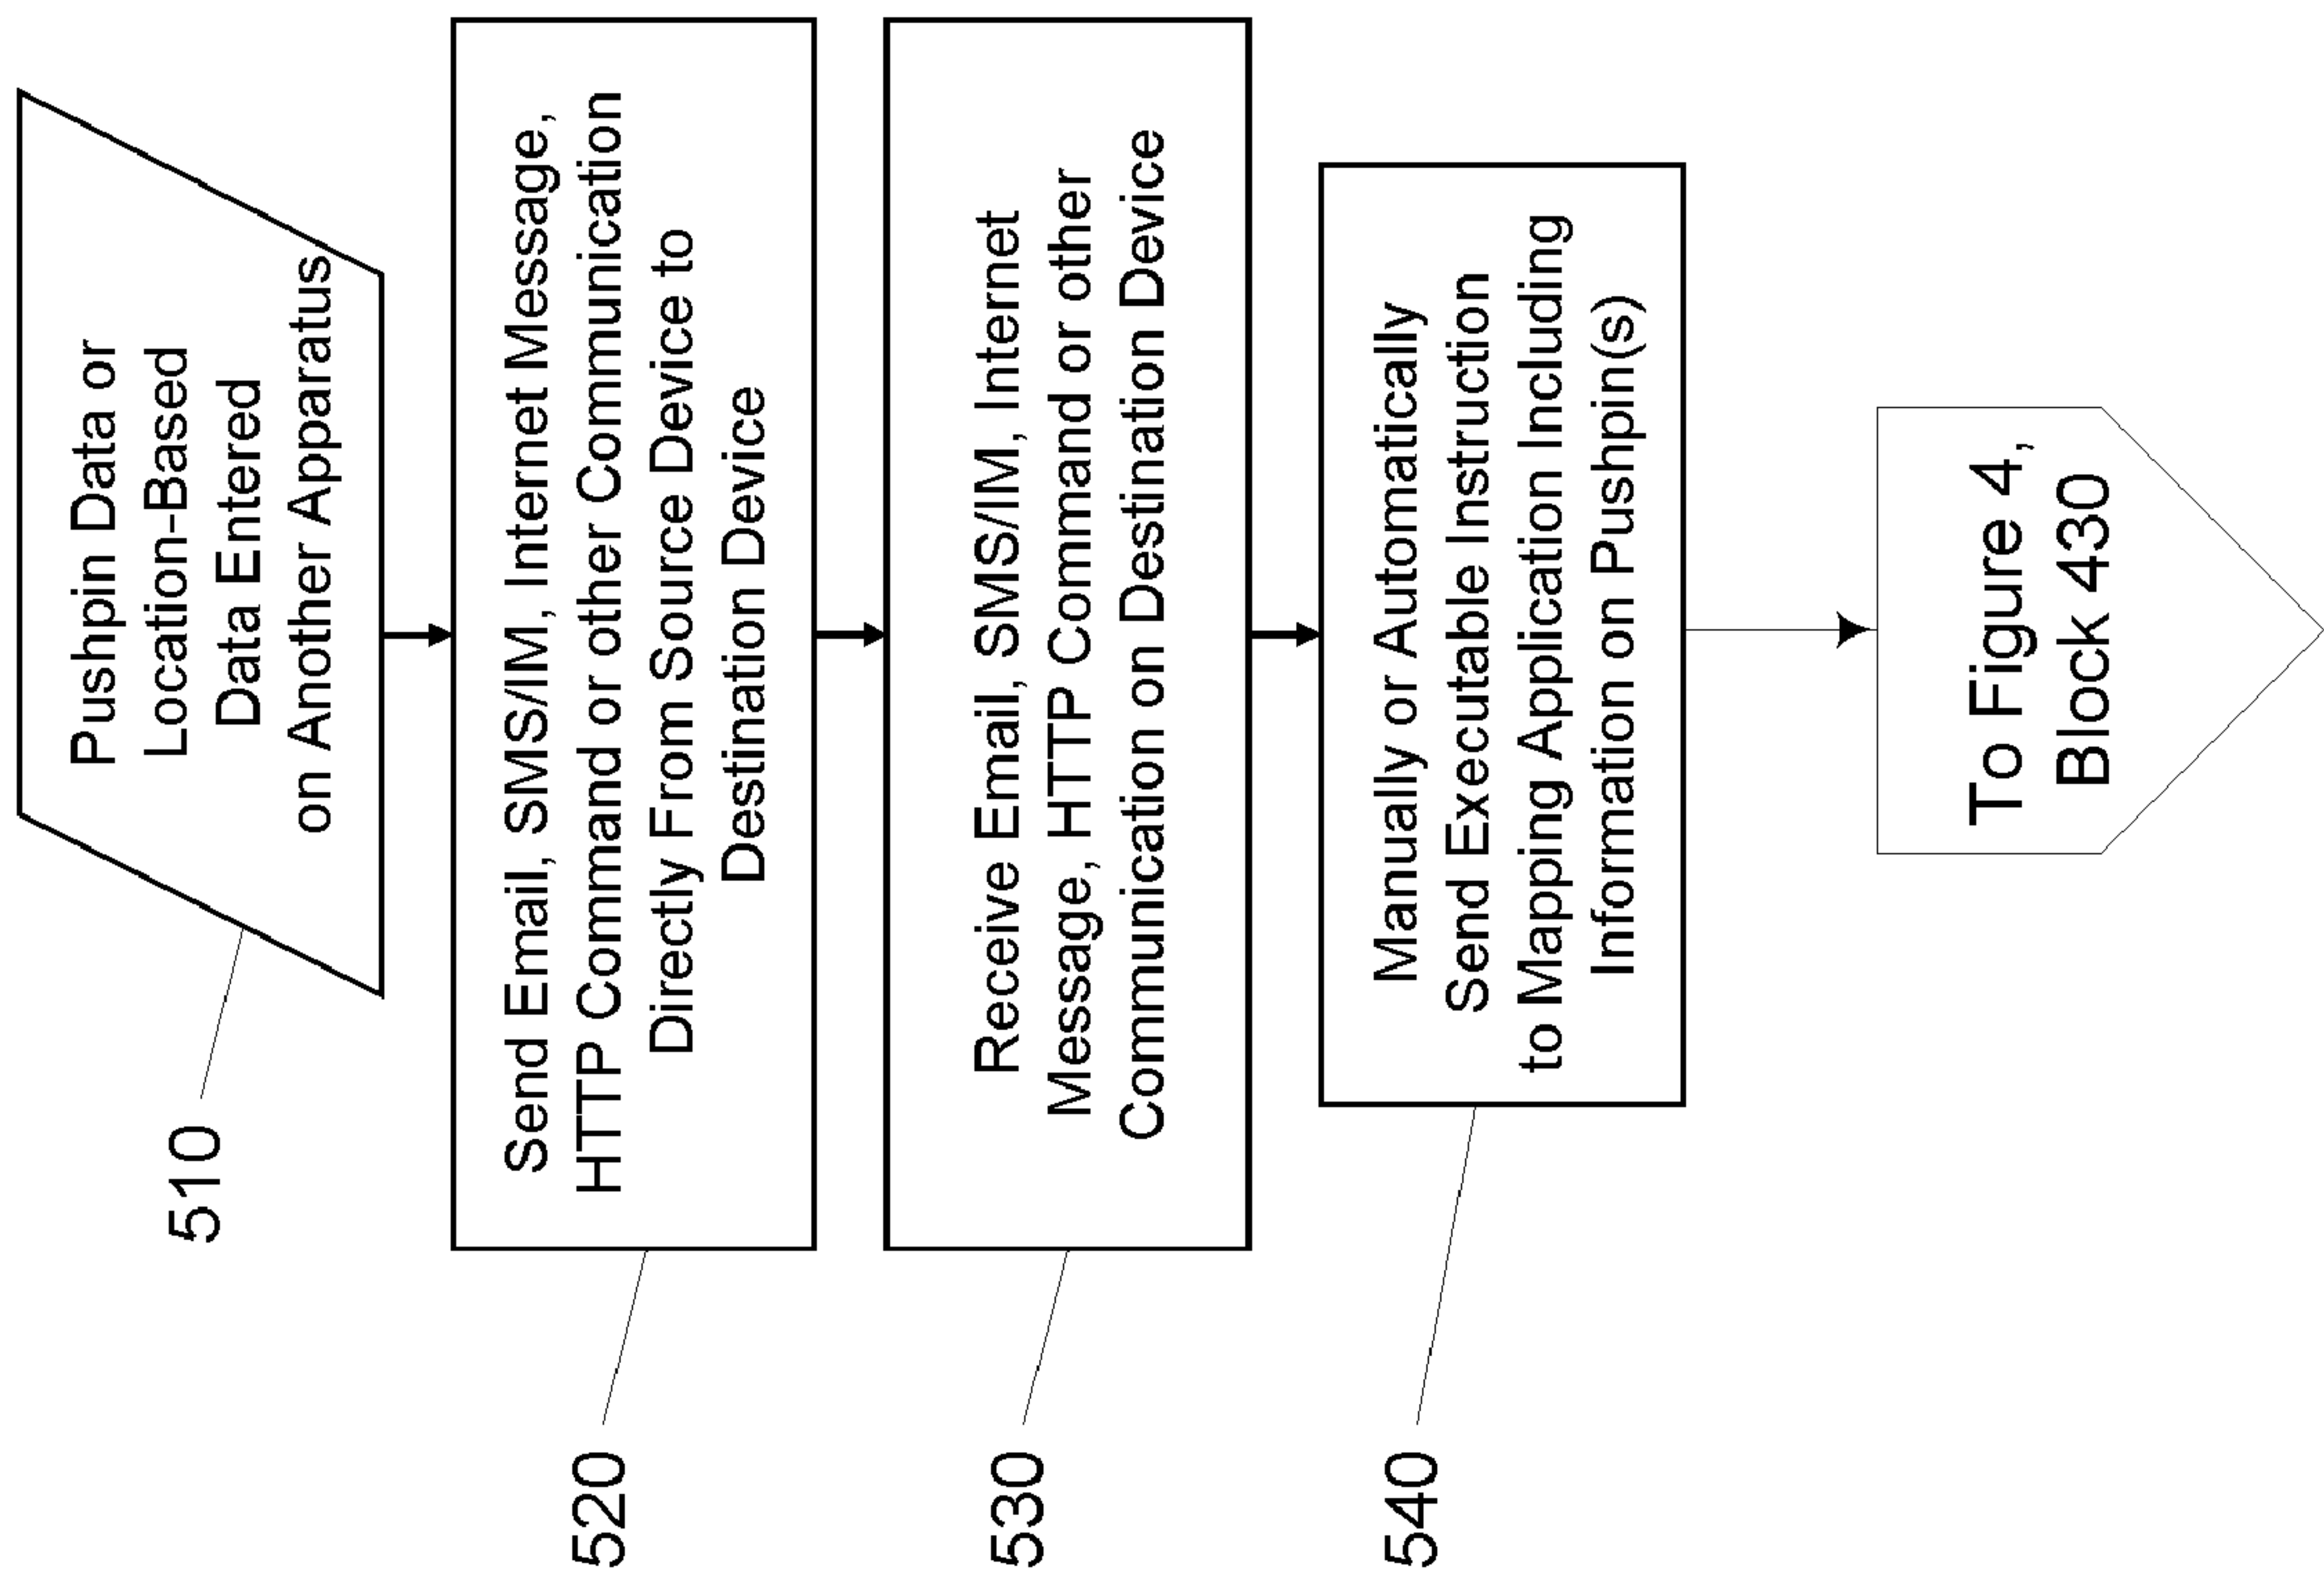 510
Pushpin Data or
Location-Based
Data Entered
on Another Apparatus
520
Send Email, SMS/IM, Internet Message,
HTTP Command or other Communication
Directly From Source Device to
Destination Device
530
Receive Email, SMS/IM, Internet
Message, HTTP Command or other
Communication on Destination Device
540
Manually or Automatically
Send Executable Instruction
to Mapping Application Including
Information on Pushpin(s)
To Figure 4,
Block 430